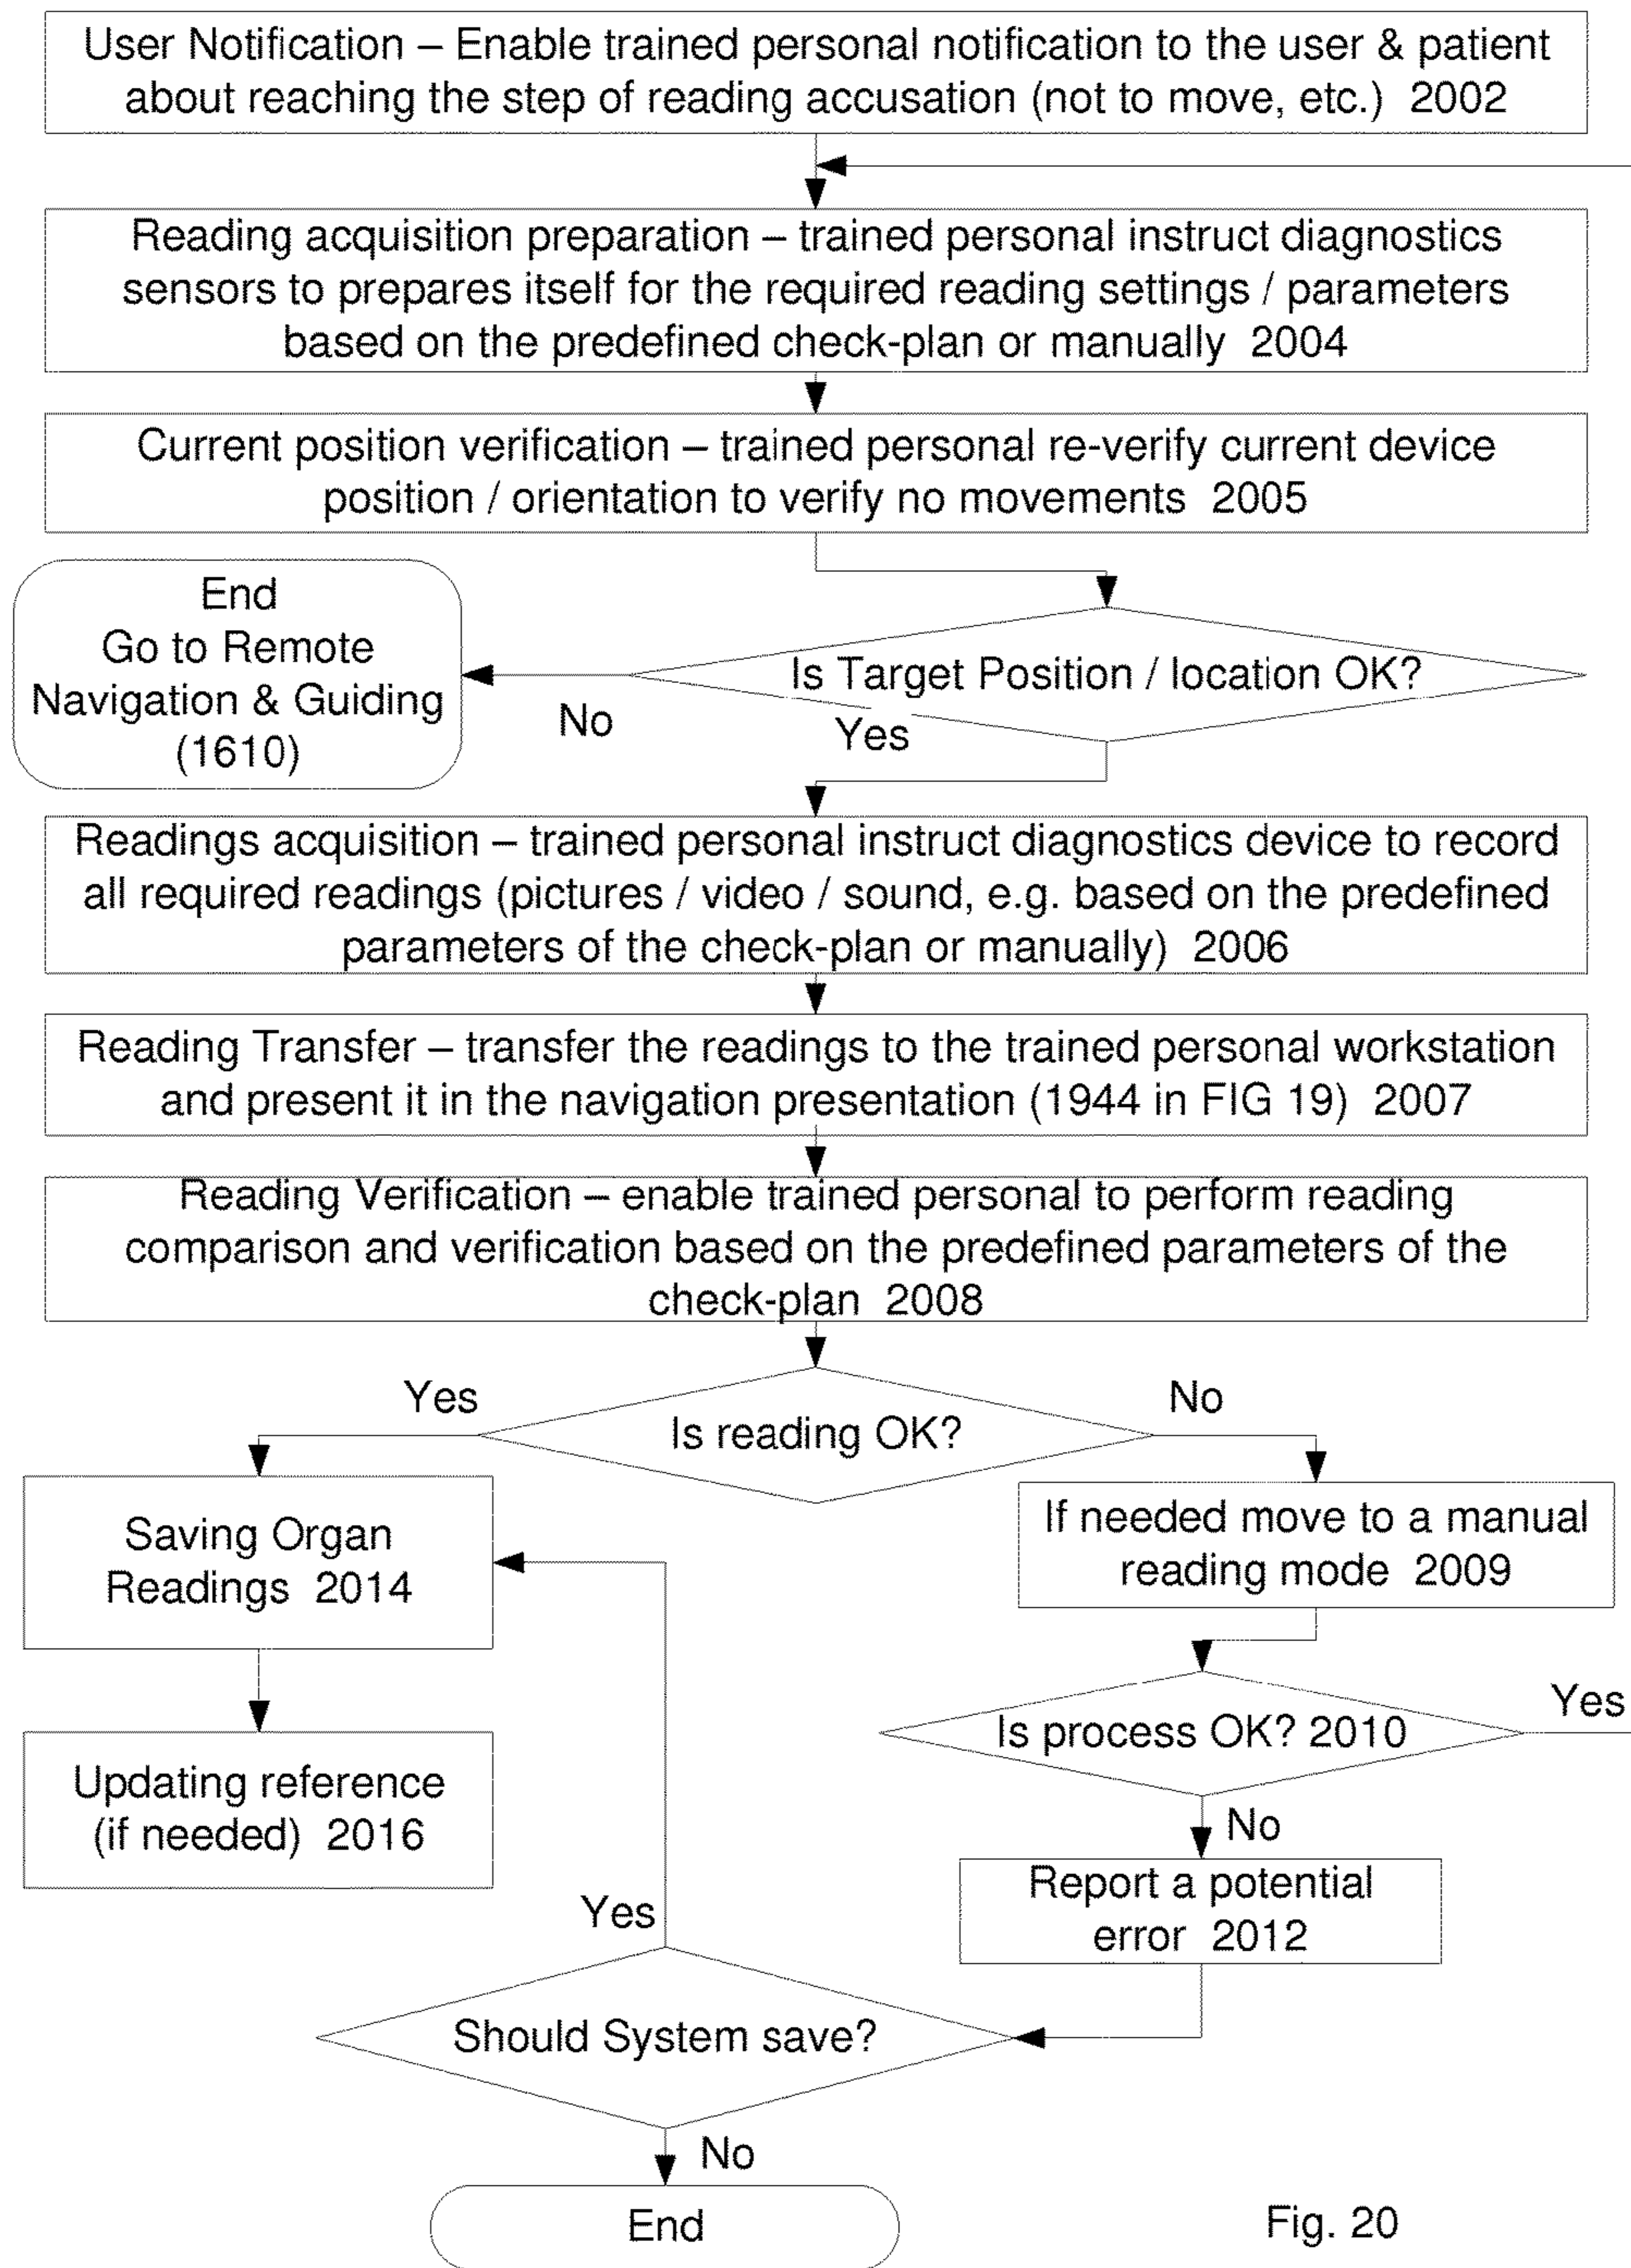 User Notification – Enable trained personal notification to the user & patient
about reaching the step of reading accusation (not to move, etc.)  2002
Reading acquisition preparation – trained personal instruct diagnostics
sensors to prepares itself for the required reading settings / parameters
based on the predefined check-plan or manually  2004
Current position verification – trained personal re-verify current device
position / orientation to verify no movements  2005
End
Go to Remote
Navigation & Guiding
(1610)
Is Target Position / location OK?
No
Yes
Readings acquisition – trained personal instruct diagnostics device to record
all required readings (pictures / video / sound, e.g. based on the predefined
parameters of the check-plan or manually)  2006
Reading Transfer – transfer the readings to the trained personal workstation
and present it in the navigation presentation (1944 in FIG 19)  2007
Reading Verification – enable trained personal to perform reading
comparison and verification based on the predefined parameters of the
check-plan  2008
Yes
No
Is reading OK?
Saving Organ
Readings  2014
If needed move to a manual
reading mode  2009
Is process OK? 2010
Yes
Updating reference
(if needed)  2016
No
Report a potential
error  2012
Yes
Should System save?
No
End
Fig. 20